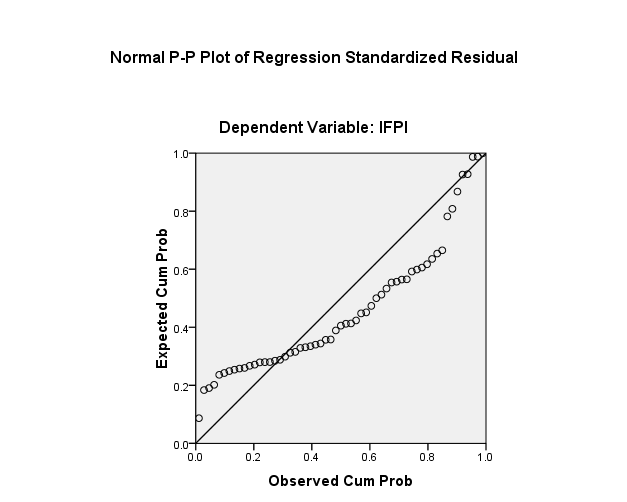 Normal P-P Plot of Regression Standardized Residual
Dependent Variable: IFPI
Expected Cum Prob
1.0
0.8
0.6
0.4
0.2
0.0
0.0 0.2 0.4 0.6 0.8 1.0
Observed Cum Prob